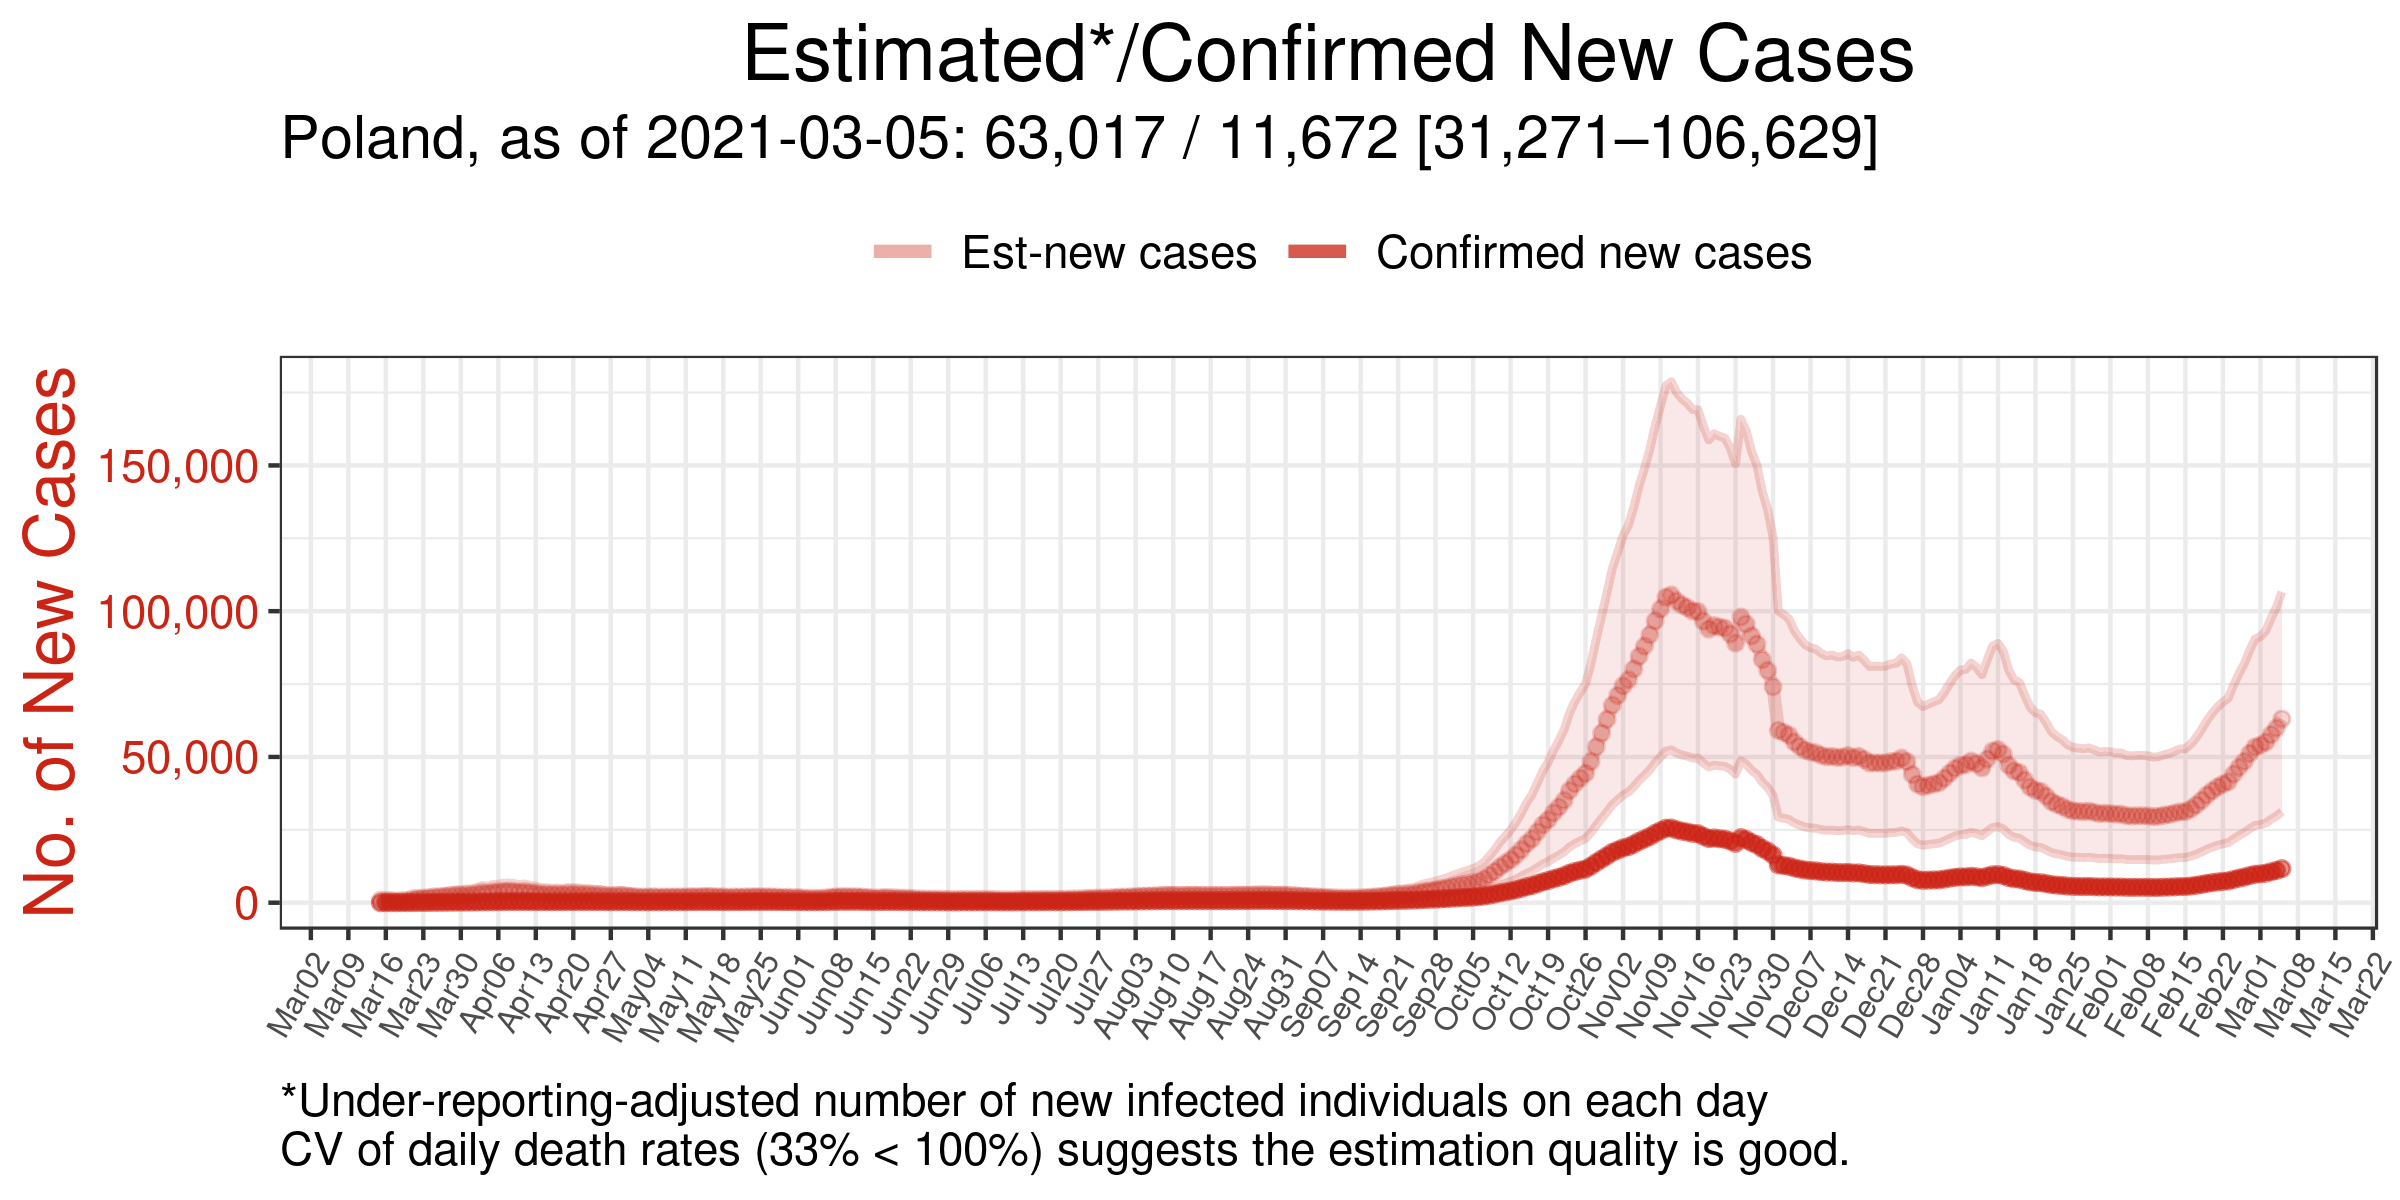 Estimated*/Confirmed New Cases
Poland, as of 2021-03-05: 63,017 / 11,672 [31,271–106,629]
Est-new cases
Confirmed new cases
No. of New Cases
150,000
100,000
50,000
0
Mar02
Mar09
Mar16
Mar23
Mar30
Apr06
Apr13
Apr20
Apr27
May04
May11
May18
May25
Jun01
Jun08
Jun15
Jun22
Jun29
Jul06
Jul13
Jul20
Jul27
Aug03
Aug10
Aug17
Aug24
Aug31
Sep07
Sep14
Sep21
Sep28
Oct05
Oct12
Oct19
Oct26
Nov02
Nov09
Nov16
Nov23
Nov30
Dec07
Dec14
Dec21
Dec28
Jan04
Jan11
Jan18
Jan25
Feb01
Feb08
Feb15
Feb22
Mar01
Mar08
Mar15
Mar22
*Under-reporting-adjusted number of new infected individuals on each day
CV of daily death rates (33% < 100%) suggests the estimation quality is good.